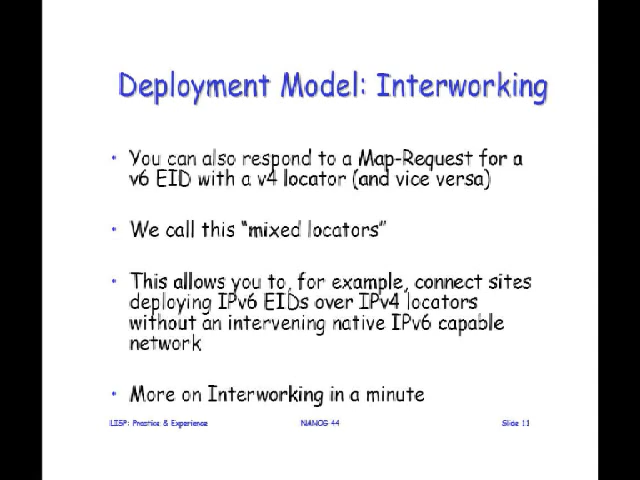 Deployment Model: Interworking
• You can also respond to a Map-Request for a
v6 EID with a v4 locator (and vice versa)
• We call this “mixed locators”
• This allows you to, for example, connect sites
deploying IPv6 EIDs over IPv4 locators
without an intervening native IPv6 capable
network
• More on Interworking in a minute
LISP: Practice & Experience NANOG 44 Slide 11